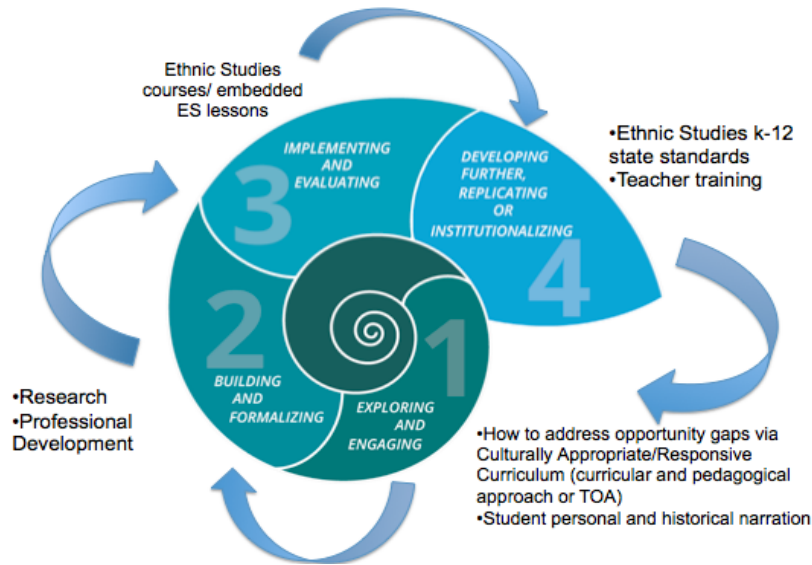 Ethnic Studies
courses/ embedded
ES lessons
•Ethnic Studies k-12
state standards
•Teacher training
3
IMPLEMENTING
AND
EVALUATING
DEVELOPING
FURTHER,
REPLICATING
OR
INSTITUTIONALIZING
4
2
BUILDING
AND
FORMALIZING
1
EXPLORING
AND
ENGAGING
•Research
•Professional
Development
•How to address opportunity gaps via
Culturally Appropriate/Responsive
Curriculum (curricular and pedagogical
approach or TOA)
•Student personal and historical narration